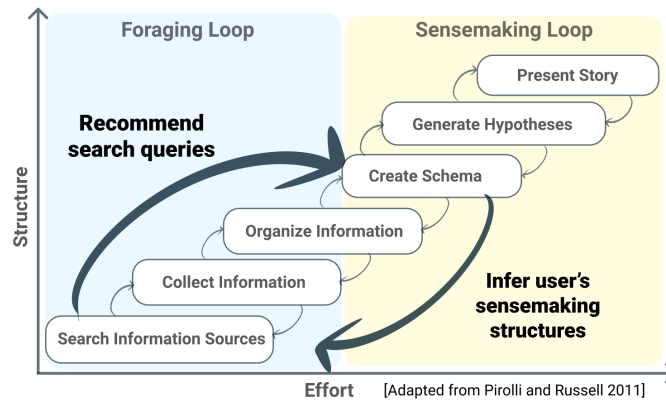 Foraging Loop
Sensemaking Loop
Present Story
Generate Hypotheses
Recommend
search queries
Create Schema
Organize Information
Collect Information
Infer user's
sensemaking
structures
Search Information Sources
Structure
Effort
[Adapted from Pirolli and Russell 2011]